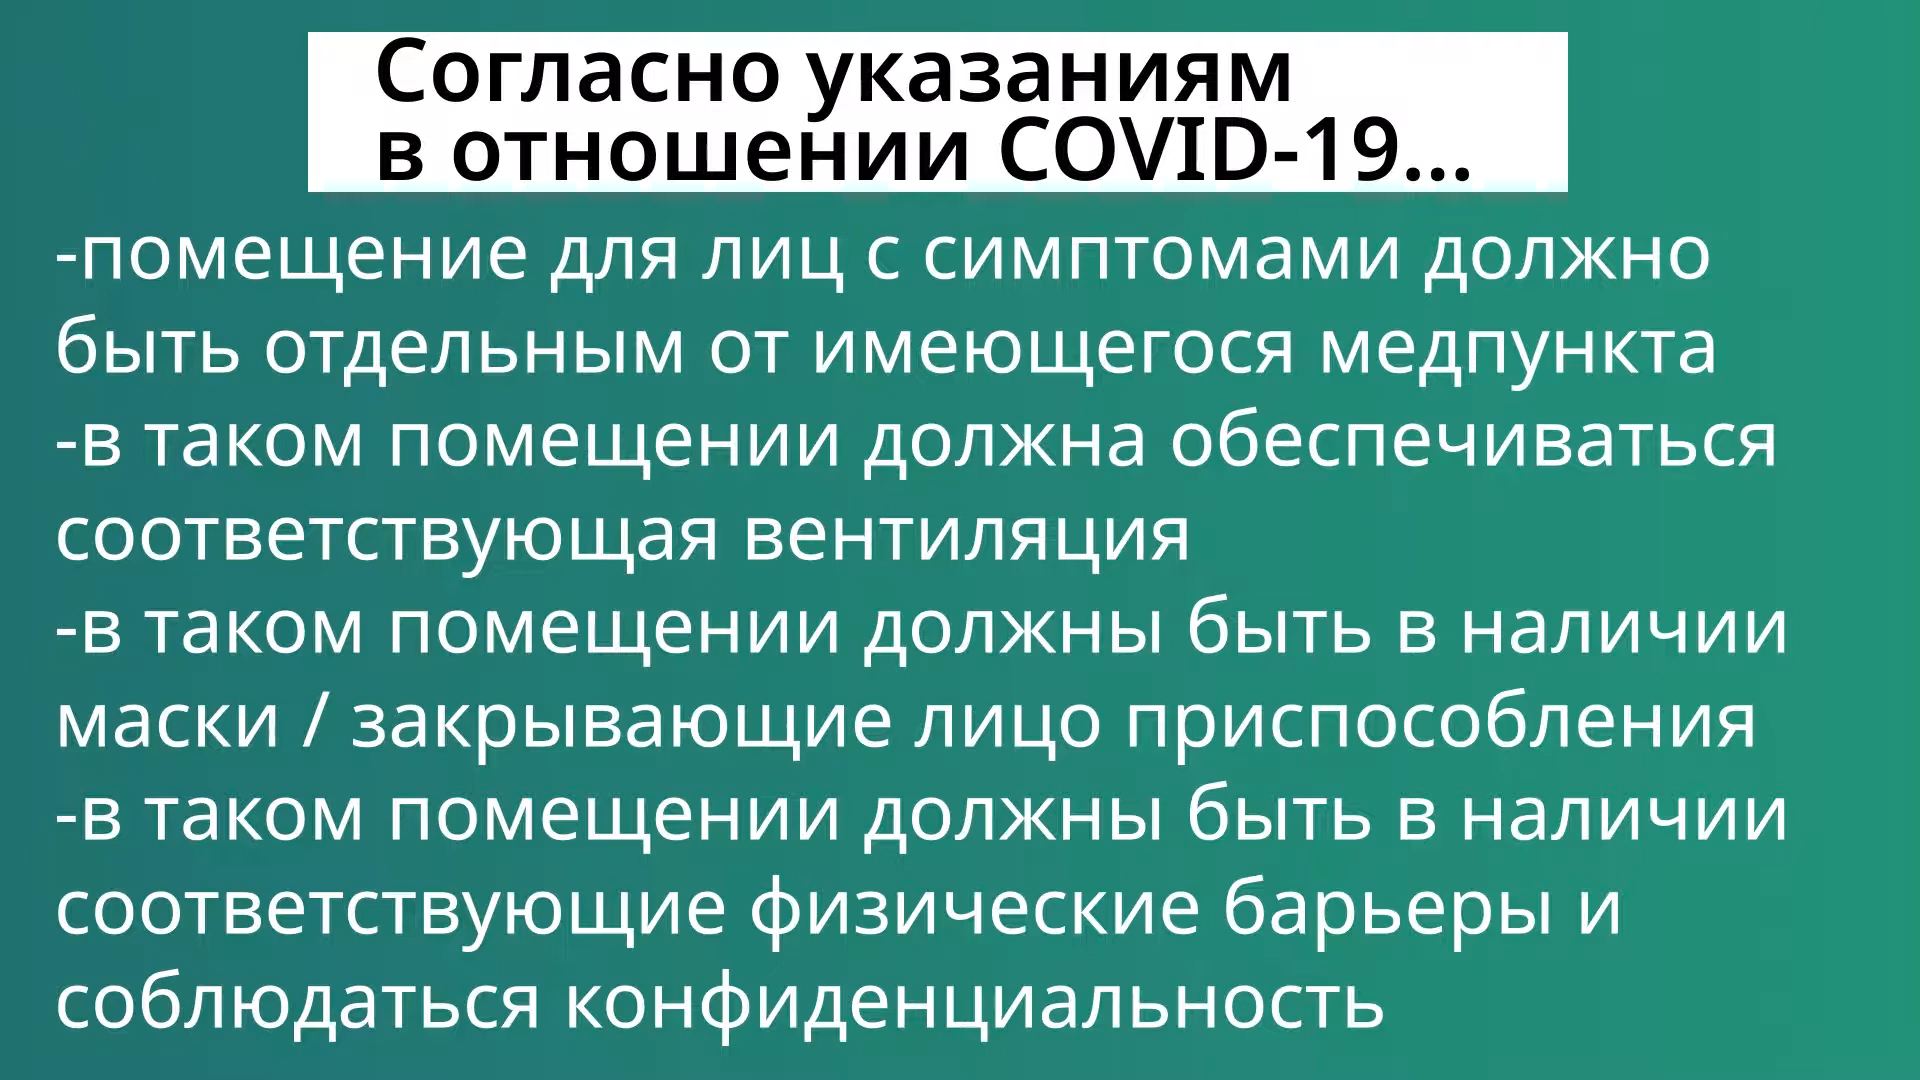 Согласно указаниям
в отношении COVID-19...
-помещение для лиц с симптомами должно
быть отдельным от имеющегося медпункта
-в таком помещении должна обеспечиваться
соответствующая вентиляция
-в таком помещении должны быть в наличии
маски / закрывающие лицо приспособления
-в таком помещении должны быть в наличии
соответствующие физические барьеры и
соблюдаться конфиденциальность